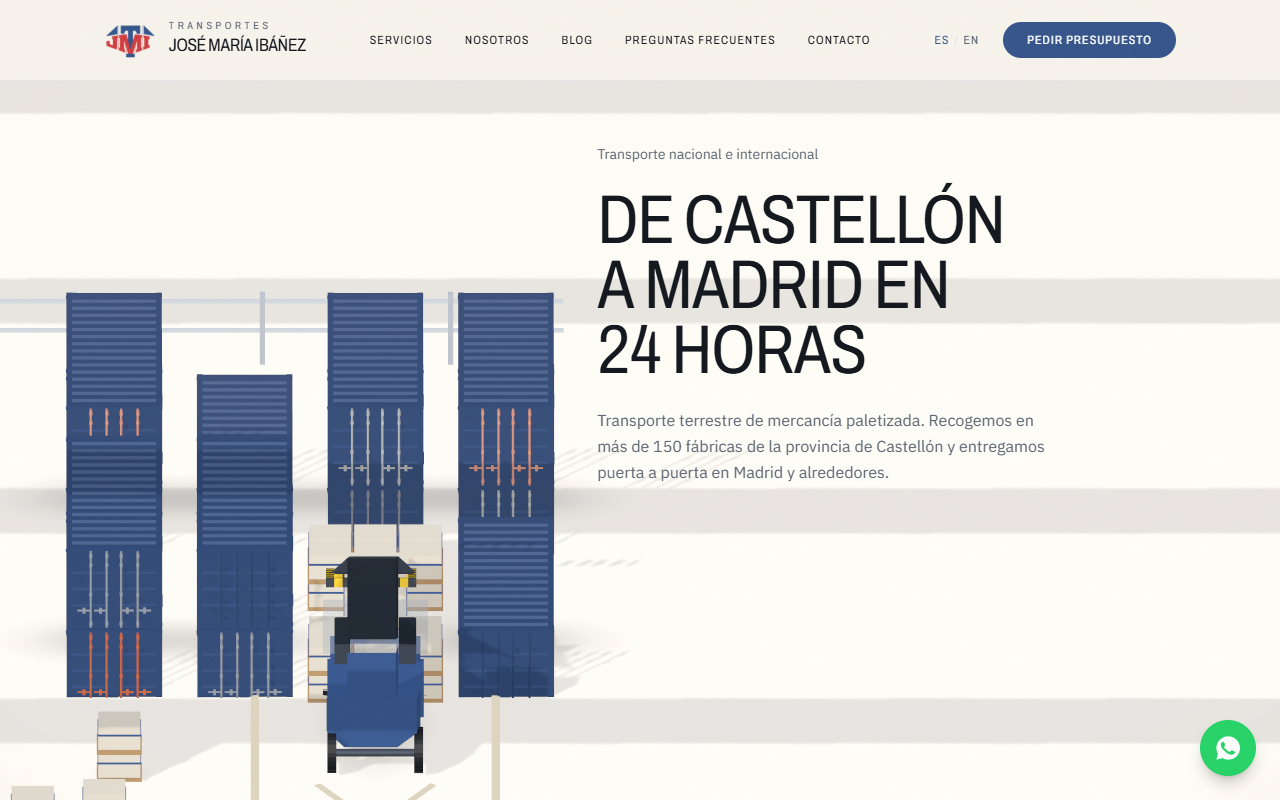 TRANSPORTES
JOSÉ MARÍA IBÁÑEZ
JMI
SERVICIOS
NOSOTROS
BLOG
PREGUNTAS FRECUENTES
CONTACTO
ES / EN
PEDIR PRESUPUESTO
Transporte nacional e internacional
DE CASTELLÓN
A MADRID EN
24 HORAS
Transporte terrestre de mercancía paletizada. Recogemos en
más de 150 fábricas de la provincia de Castellón y entregamos
puerta a puerta en Madrid y alrededores.